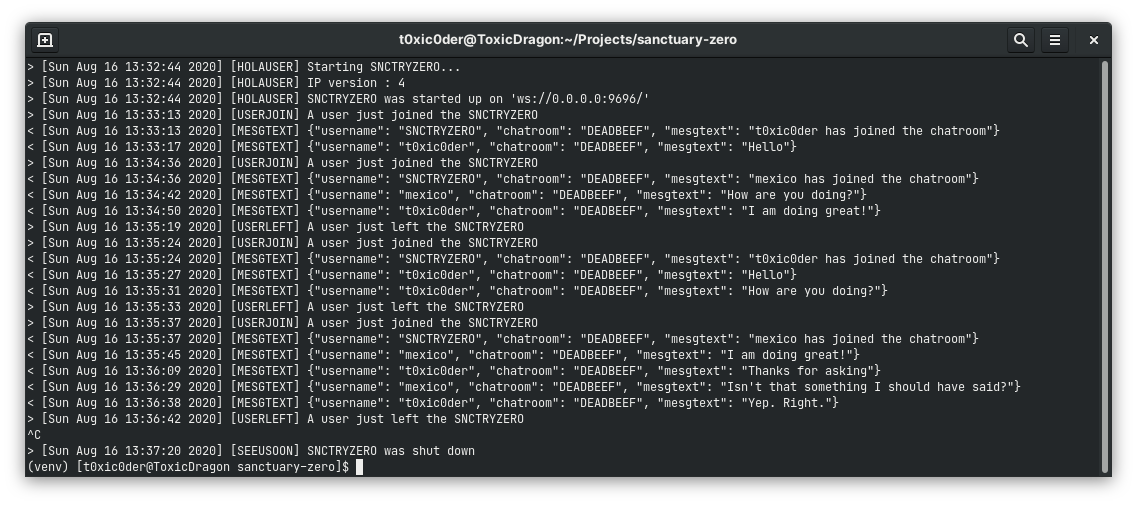 t0xic0der@ToxicDragon:~/Projects/sanctuary-zero
> [Sun Aug 16 13:32:44 2020] [HOLAUSER] Starting SNCTRYZERO...
> [Sun Aug 16 13:32:44 2020] [HOLAUSER] IP version : 4
> [Sun Aug 16 13:32:44 2020] [HOLAUSER] SNCTRYZERO was started up on 'ws://0.0.0.0:9696/'
> [Sun Aug 16 13:33:13 2020] [USERJOIN] A user just joined the SNCTRYZERO
< [Sun Aug 16 13:33:13 2020] [MESGTEXT] {"username": "SNCTRYZERO", "chatroom": "DEADBEEF", "mesgtext": "t0xic0der has joined the chatroom"}
< [Sun Aug 16 13:33:17 2020] [MESGTEXT] {"username": "t0xic0der", "chatroom": "DEADBEEF", "mesgtext": "Hello"}
> [Sun Aug 16 13:34:36 2020] [USERJOIN] A user just joined the SNCTRYZERO
< [Sun Aug 16 13:34:36 2020] [MESGTEXT] {"username": "SNCTRYZERO", "chatroom": "DEADBEEF", "mesgtext": "mexico has joined the chatroom"}
< [Sun Aug 16 13:34:42 2020] [MESGTEXT] {"username": "mexico", "chatroom": "DEADBEEF", "mesgtext": "How are you doing?"}
< [Sun Aug 16 13:34:50 2020] [MESGTEXT] {"username": "t0xic0der", "chatroom": "DEADBEEF", "mesgtext": "I am doing great!"}
> [Sun Aug 16 13:35:19 2020] [USERLEFT] A user just left the SNCTRYZERO
> [Sun Aug 16 13:35:24 2020] [USERJOIN] A user just joined the SNCTRYZERO
< [Sun Aug 16 13:35:24 2020] [MESGTEXT] {"username": "SNCTRYZERO", "chatroom": "DEADBEEF", "mesgtext": "t0xic0der has joined the chatroom"}
< [Sun Aug 16 13:35:27 2020] [MESGTEXT] {"username": "t0xic0der", "chatroom": "DEADBEEF", "mesgtext": "Hello"}
< [Sun Aug 16 13:35:31 2020] [MESGTEXT] {"username": "t0xic0der", "chatroom": "DEADBEEF", "mesgtext": "How are you doing?"}
> [Sun Aug 16 13:35:33 2020] [USERLEFT] A user just left the SNCTRYZERO
> [Sun Aug 16 13:35:37 2020] [USERJOIN] A user just joined the SNCTRYZERO
< [Sun Aug 16 13:35:37 2020] [MESGTEXT] {"username": "SNCTRYZERO", "chatroom": "DEADBEEF", "mesgtext": "mexico has joined the chatroom"}
< [Sun Aug 16 13:35:45 2020] [MESGTEXT] {"username": "mexico", "chatroom": "DEADBEEF", "mesgtext": "I am doing great!"}
< [Sun Aug 16 13:36:09 2020] [MESGTEXT] {"username": "t0xic0der", "chatroom": "DEADBEEF", "mesgtext": "Thanks for asking"}
< [Sun Aug 16 13:36:29 2020] [MESGTEXT] {"username": "mexico", "chatroom": "DEADBEEF", "mesgtext": "Isn't that something I should have said?"}
< [Sun Aug 16 13:36:38 2020] [MESGTEXT] {"username": "t0xic0der", "chatroom": "DEADBEEF", "mesgtext": "Yep. Right."}
> [Sun Aug 16 13:36:42 2020] [USERLEFT] A user just left the SNCTRYZERO
^C
> [Sun Aug 16 13:37:20 2020] [SEEUSOON] SNCTRYZERO was shut down
(venv) [t0xic0der@ToxicDragon sanctuary-zero]$